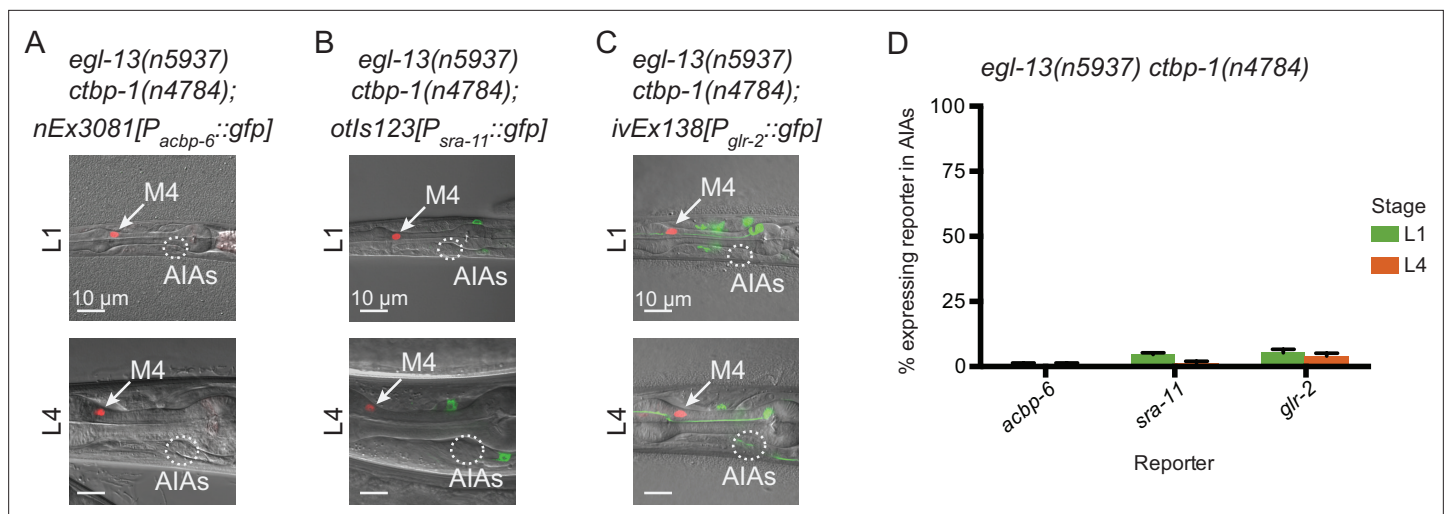 A
egl-13(n5937)
ctbp-1(n4784);
nEx3081[Pacbp-6::gfp]
L1
M4
AIAs
10 µm
L4
M4
AIAs
B
egl-13(n5937)
ctbp-1(n4784);
otIs123[Psra-11::gfp]
L1
M4
AIAs
10 µm
L4
M4
AIAs
C
egl-13(n5937)
ctbp-1(n4784);
ivEx138[Pglr-2::gfp]
L1
M4
AIAs
10 µm
L4
M4
AIAs
D
egl-13(n5937) ctbp-1(n4784)
% expressing reporter in AIAs
100
75
50
25
0
acbp-6
sra-11
glr-2
Reporter
Stage
L1
L4